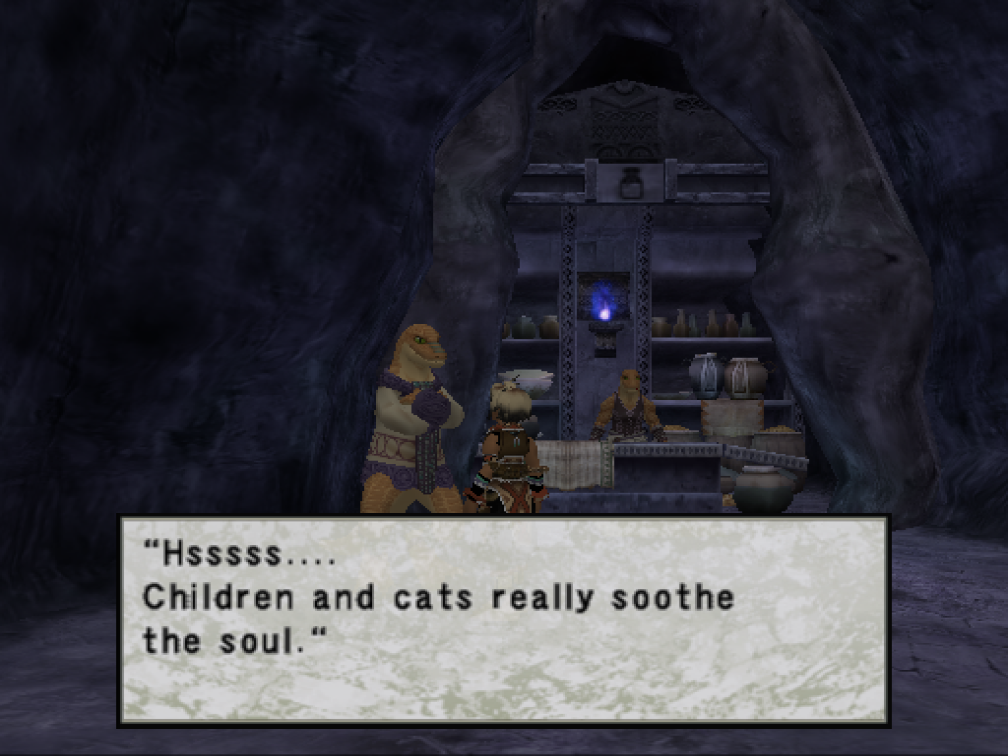 “Hsssss....
Children and cats really soothe
the soul.“